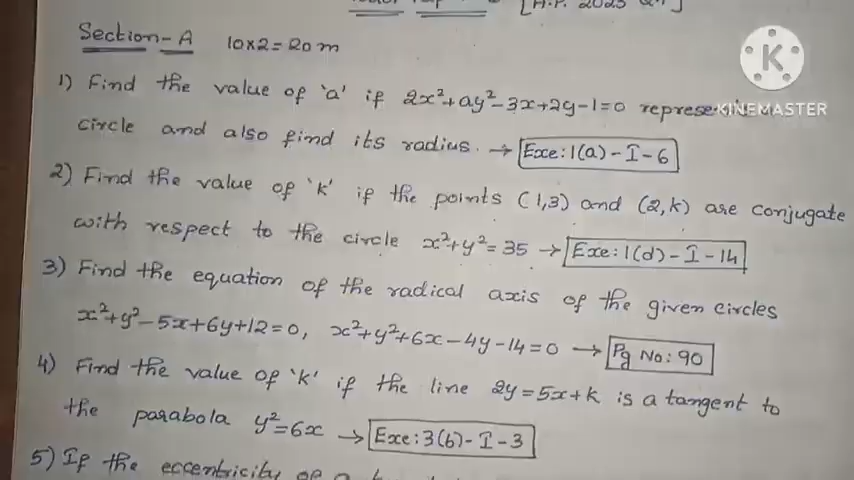 [A.P. 2023
Section-A 10×2=20m
K
KINEMASTER
1) Find the value of 'a' if 2x²+ay²-3x+2y-1=0 represents a
circle and also find its radius. → Exe: 1(a)-I-6
2) Find the value of 'k' if the points (1,3) and (2,k) are conjugate
with respect to the circle x²+y²=35 → Exe: 1(d)-I-14
3) Find the equation of the radical axis of the given circles
x²+y²-5x+6y+12=0, x²+y²+6x-4y-14=0 → Pg No: 90
4) Find the value of 'k' if the line 2y=5x+k is a tangent to
the parabola y²=6x → Exe: 3(b)-I-3
5) If the eccentricity of a